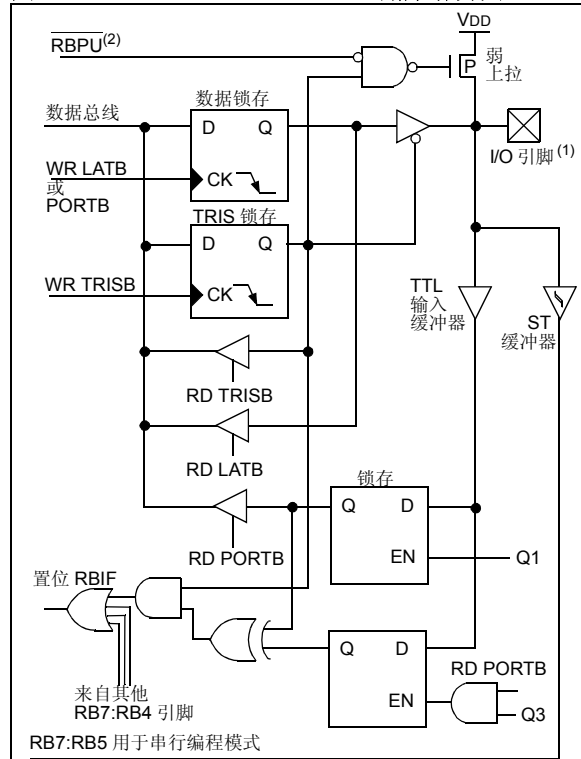 VDD
RBPU(2)
P
弱
上拉
数据总线
数据锁存
D Q
I/O 引脚 (1)
WR LATB
或
PORTB
CK
TRIS 锁存
D Q
WR TRISB
CK
TTL
输入
缓冲器
ST
缓冲器
RD TRISB
RD LATB
锁存
Q D
RD PORTB
EN
Q1
置位 RBIF
Q D
RD PORTB
EN
Q3
来自其他
RB7:RB4 引脚
RB7:RB5 用于串行编程模式